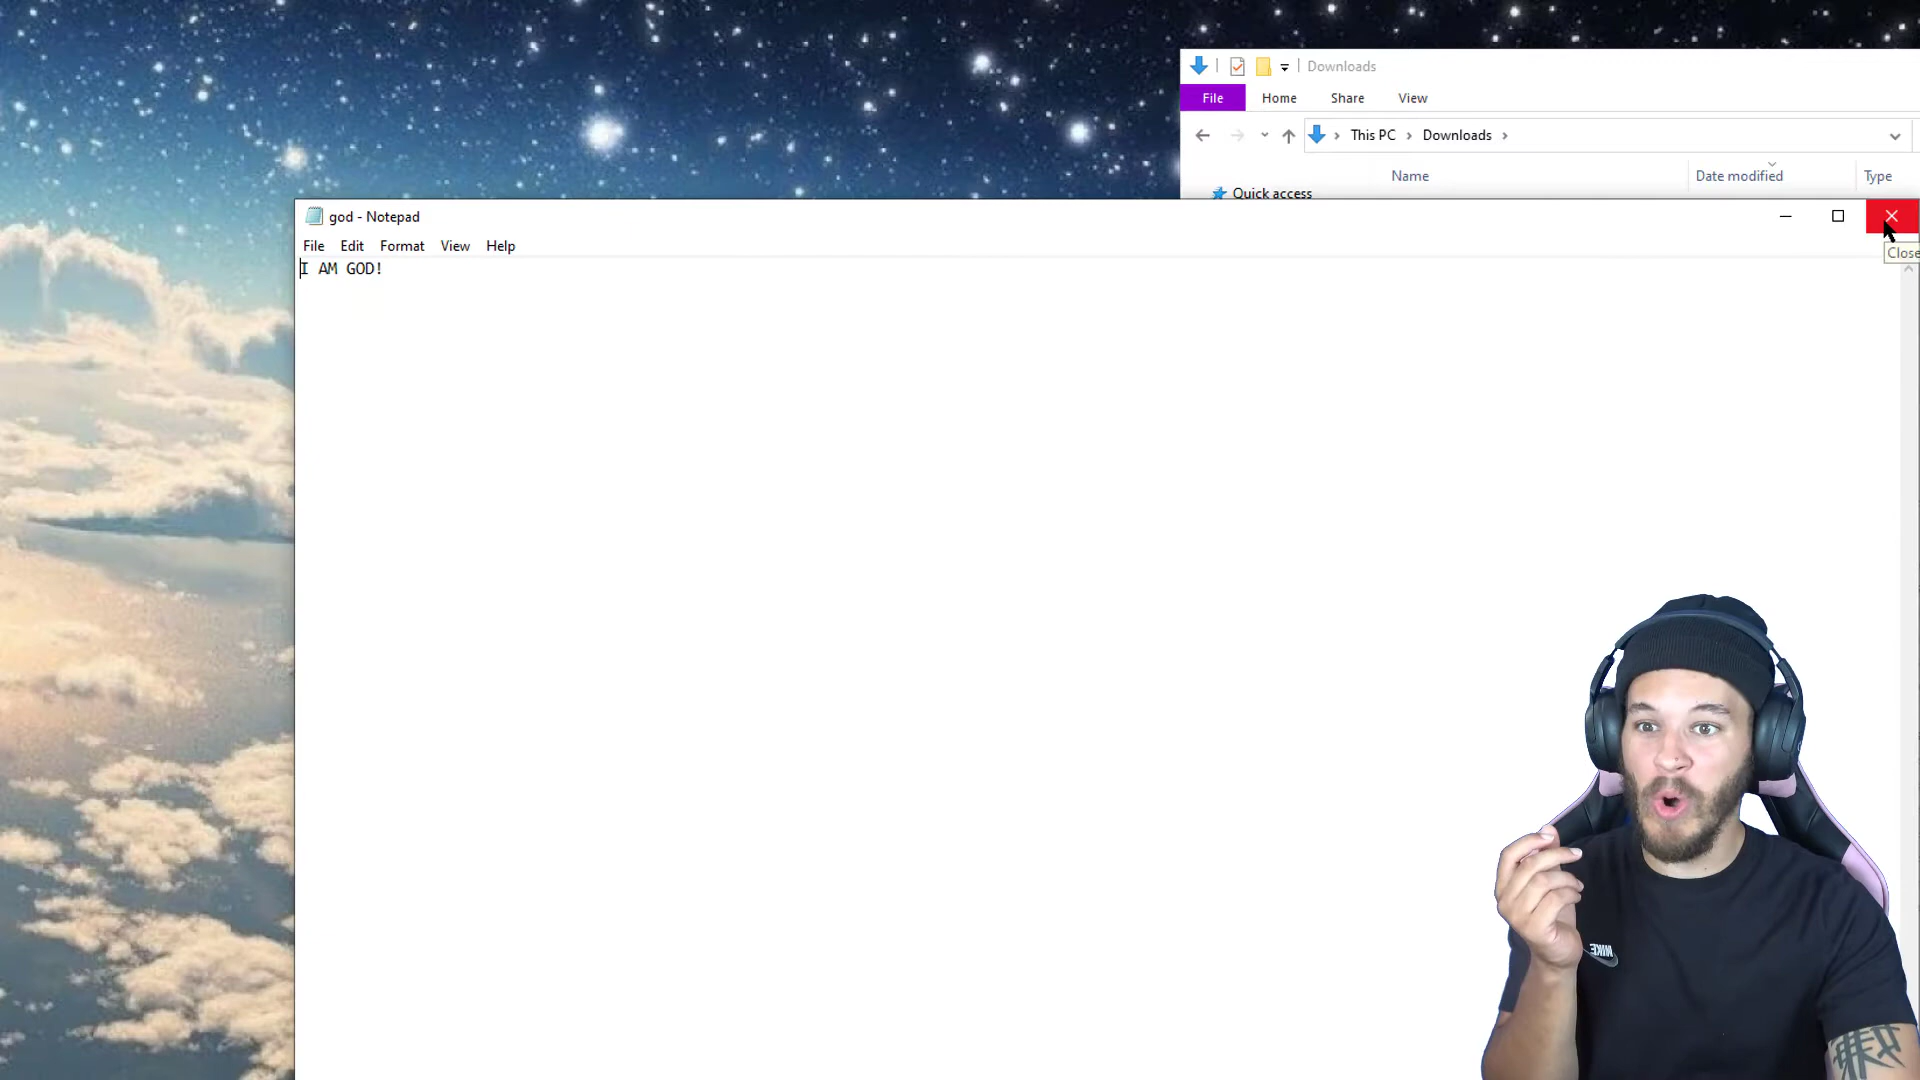 Downloads
File Home Share View
This PC Downloads
Name Date modified Type
Quick access
god - Notepad
Close
File Edit Format View Help
I AM GOD!
NIKE